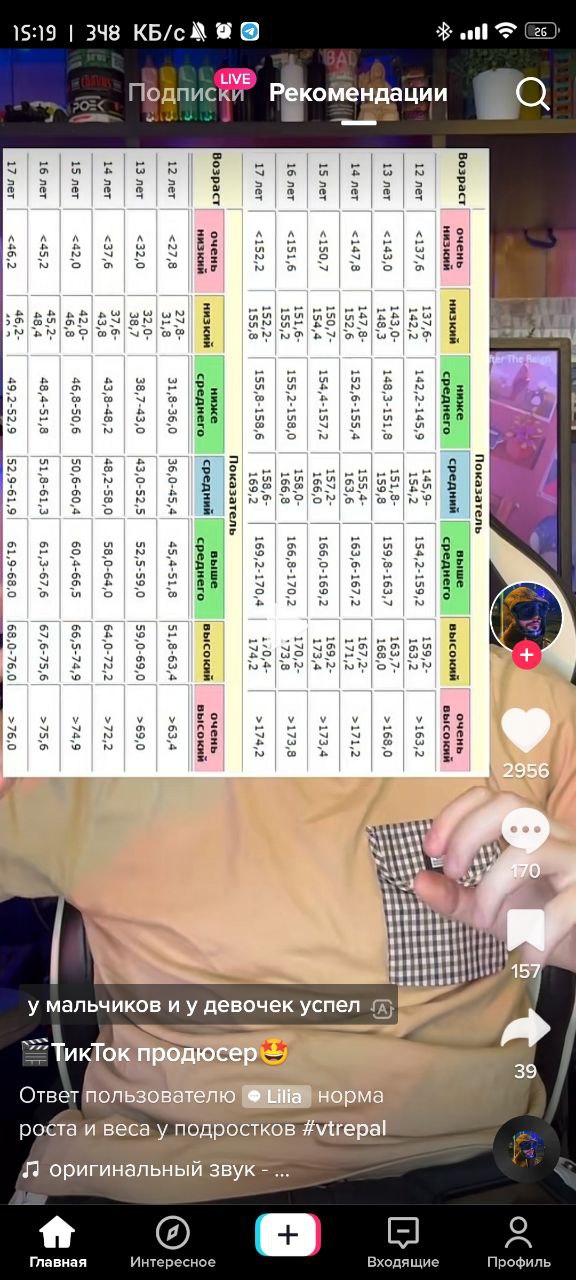 15:19 | 348 КБ/с
26
Подписки LIVE Рекомендации
Показатель
Возраст очень низкий низкий ниже среднего средний выше среднего высокий очень высокий
12 лет <137,6 137,6-142,2 142,2-145,9 145,9-154,2 154,2-159,2 159,2-163,2 >163,2
13 лет <143,0 143,0-148,3 148,3-151,8 151,8-159,8 159,8-163,7 163,7-168,0 >168,0
14 лет <147,8 147,8-152,6 152,6-155,4 155,4-163,6 163,6-167,2 167,2-171,2 >171,2
15 лет <150,7 150,7-154,4 154,4-157,2 157,2-166,0 166,0-169,2 169,2-173,4 >173,4
16 лет <151,6 151,6-155,2 155,2-158,0 158,0-166,8 166,8-170,2 170,2-173,8 >173,8
17 лет <152,2 152,2-155,8 155,8-158,6 158,6-169,2 169,2-170,4 170,4-174,2 >174,2
Показатель
Возраст очень низкий низкий ниже среднего средний выше среднего высокий очень высокий
12 лет <27,8 27,8-31,8 31,8-36,0 36,0-45,4 45,4-51,8 51,8-63,4 >63,4
13 лет <32,0 32,0-38,7 38,7-43,0 43,0-52,5 52,5-59,0 59,0-69,0 >69,0
14 лет <37,6 37,6-43,8 43,8-48,2 48,2-58,0 58,0-64,0 64,0-72,2 >72,2
15 лет <42,0 42,0-46,8 46,8-50,6 50,6-60,4 60,4-66,5 66,5-74,9 >74,9
16 лет <45,2 45,2-48,4 48,4-51,8 51,8-61,3 61,3-67,6 67,6-75,6 >75,6
17 лет <46,2 46,2- 49,2-52,9 52,9-61,9 61,9-68,0 68,0-76,0 >76,0
After The Reign
2956
170
157
39
у мальчиков и у девочек успел A
🎬ТикТок продюсер🤩
Ответ пользователю Lilia норма
роста и веса у подростков #vtrepal
оригинальный звук - ...
Главная Интересное Входящие Профиль